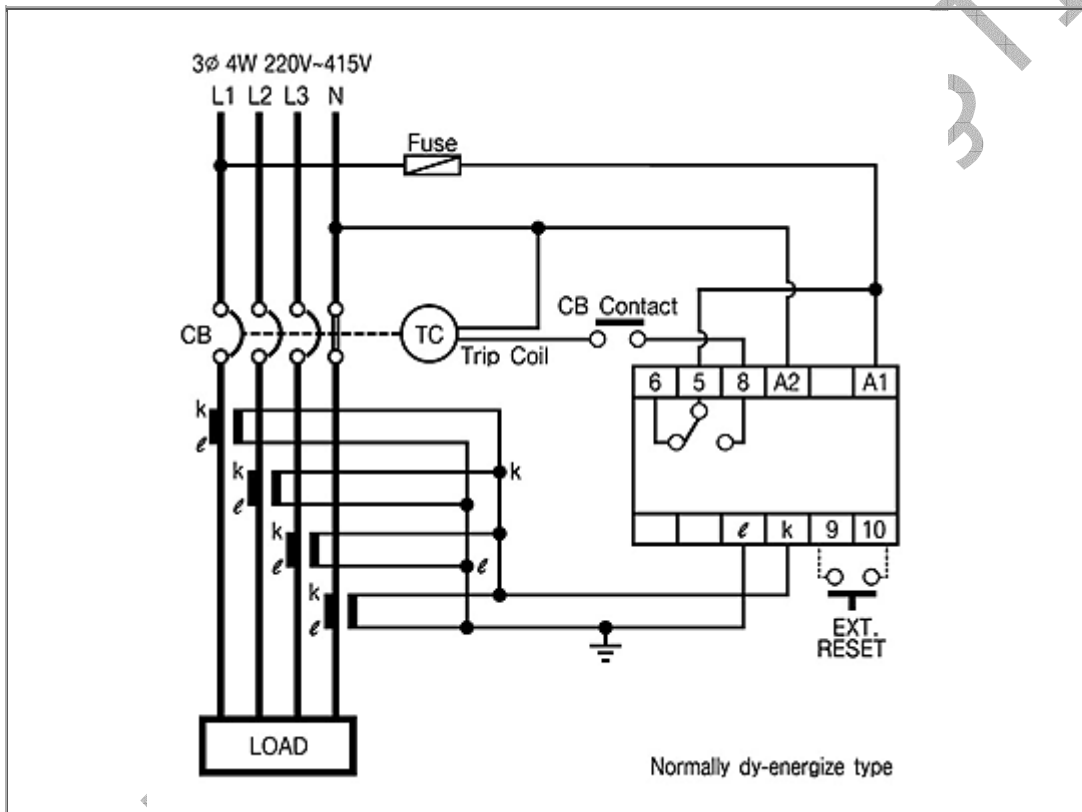 3ø 4W 220V~415V
L1 L2 L3 N
Fuse
CB
TC
Trip Coil
CB Contact
6 5 8 A2 A1
k
ℓ
k
ℓ
k
k
ℓ
ℓ
k
ℓ
ℓ k 9 10
EXT.
RESET
LOAD
Normally dy-energize type